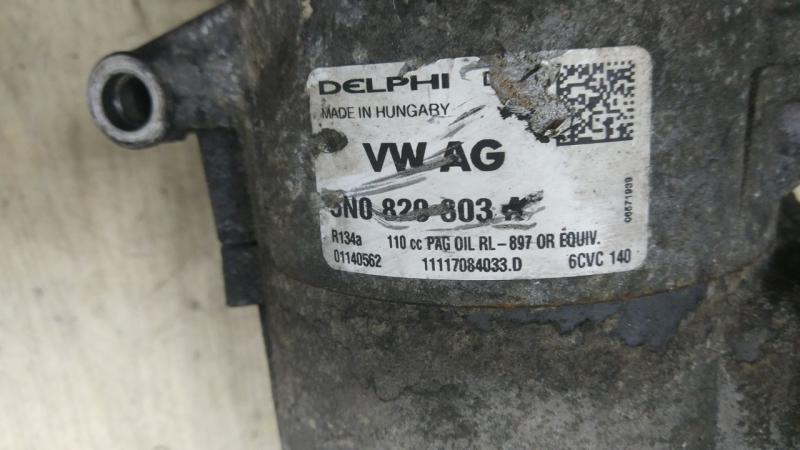 DELPHI D
MADE IN HUNGARY
VW AG
5N0 820 803
R134a 110 cc PAG OIL RL-897 OR EQUIV.
01140562 11117084033.D 6CVC 140
06571939